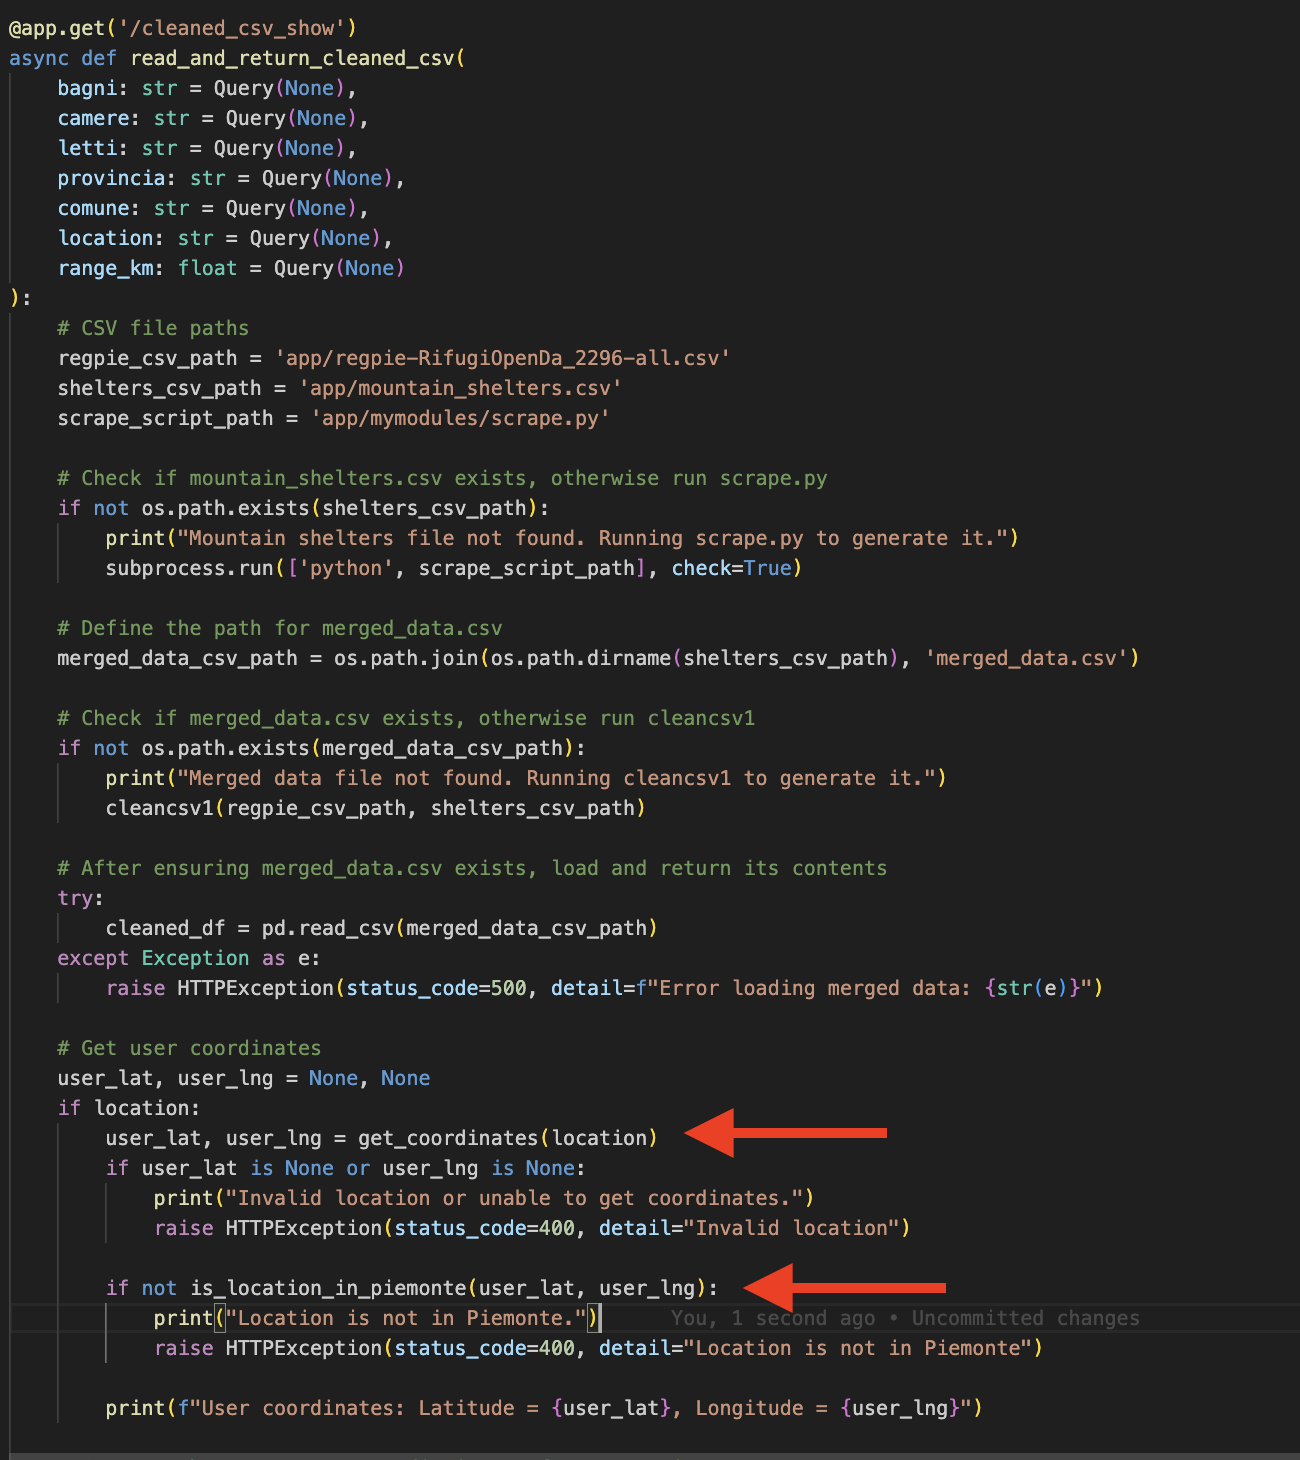 @app.get('/cleaned_csv_show')
async def read_and_return_cleaned_csv(
    bagni: str = Query(None),
    camere: str = Query(None),
    letti: str = Query(None),
    provincia: str = Query(None),
    comune: str = Query(None),
    location: str = Query(None),
    range_km: float = Query(None)
):
    # CSV file paths
    regpie_csv_path = 'app/regpie-RifugiOpenDa_2296-all.csv'
    shelters_csv_path = 'app/mountain_shelters.csv'
    scrape_script_path = 'app/mymodules/scrape.py'

    # Check if mountain_shelters.csv exists, otherwise run scrape.py
    if not os.path.exists(shelters_csv_path):
        print("Mountain shelters file not found. Running scrape.py to generate it.")
        subprocess.run(['python', scrape_script_path], check=True)

    # Define the path for merged_data.csv
    merged_data_csv_path = os.path.join(os.path.dirname(shelters_csv_path), 'merged_data.csv')

    # Check if merged_data.csv exists, otherwise run cleancsv1
    if not os.path.exists(merged_data_csv_path):
        print("Merged data file not found. Running cleancsv1 to generate it.")
        cleancsv1(regpie_csv_path, shelters_csv_path)

    # After ensuring merged_data.csv exists, load and return its contents
    try:
        cleaned_df = pd.read_csv(merged_data_csv_path)
    except Exception as e:
        raise HTTPException(status_code=500, detail=f"Error loading merged data: {str(e)}")

    # Get user coordinates
    user_lat, user_lng = None, None
    if location:
        user_lat, user_lng = get_coordinates(location)
        if user_lat is None or user_lng is None:
            print("Invalid location or unable to get coordinates.")
            raise HTTPException(status_code=400, detail="Invalid location")

        if not is_location_in_piemonte(user_lat, user_lng):
            print("Location is not in Piemonte.") You, 1 second ago • Uncommitted changes
            raise HTTPException(status_code=400, detail="Location is not in Piemonte")

        print(f"User coordinates: Latitude = {user_lat}, Longitude = {user_lng}")